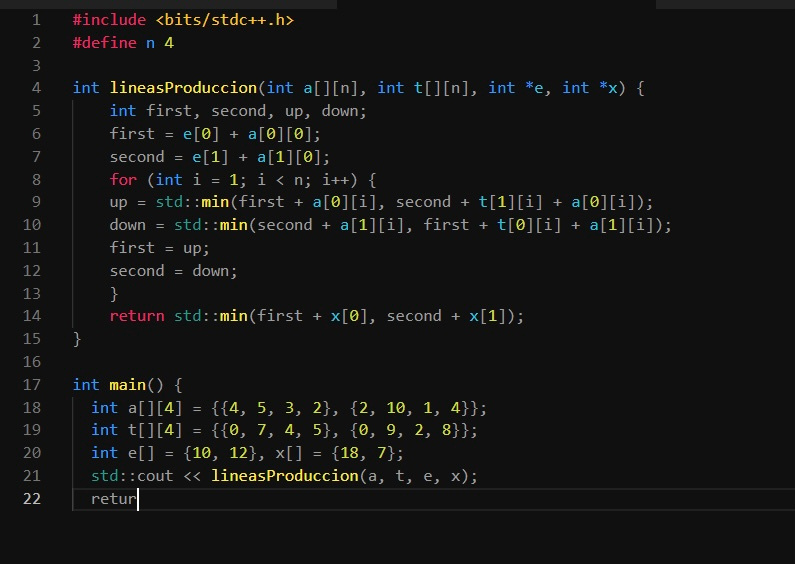 1 #include <bits/stdc++.h>
2 #define n 4
3
4 int lineasProduccion(int a[][n], int t[][n], int *e, int *x) {
5     int first, second, up, down;
6     first = e[0] + a[0][0];
7     second = e[1] + a[1][0];
8     for (int i = 1; i < n; i++) {
9     up = std::min(first + a[0][i], second + t[1][i] + a[0][i]);
10     down = std::min(second + a[1][i], first + t[0][i] + a[1][i]);
11     first = up;
12     second = down;
13     }
14     return std::min(first + x[0], second + x[1]);
15 }
16
17 int main() {
18   int a[][4] = {{4, 5, 3, 2}, {2, 10, 1, 4}};
19   int t[][4] = {{0, 7, 4, 5}, {0, 9, 2, 8}};
20   int e[] = {10, 12}, x[] = {18, 7};
21   std::cout << lineasProduccion(a, t, e, x);
22   retur